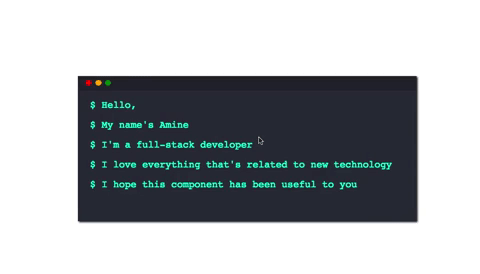 $ Hello,
$ My name's Amine
$ I'm a full-stack developer
$ I love everything that's related to new technology
$ I hope this component has been useful to you